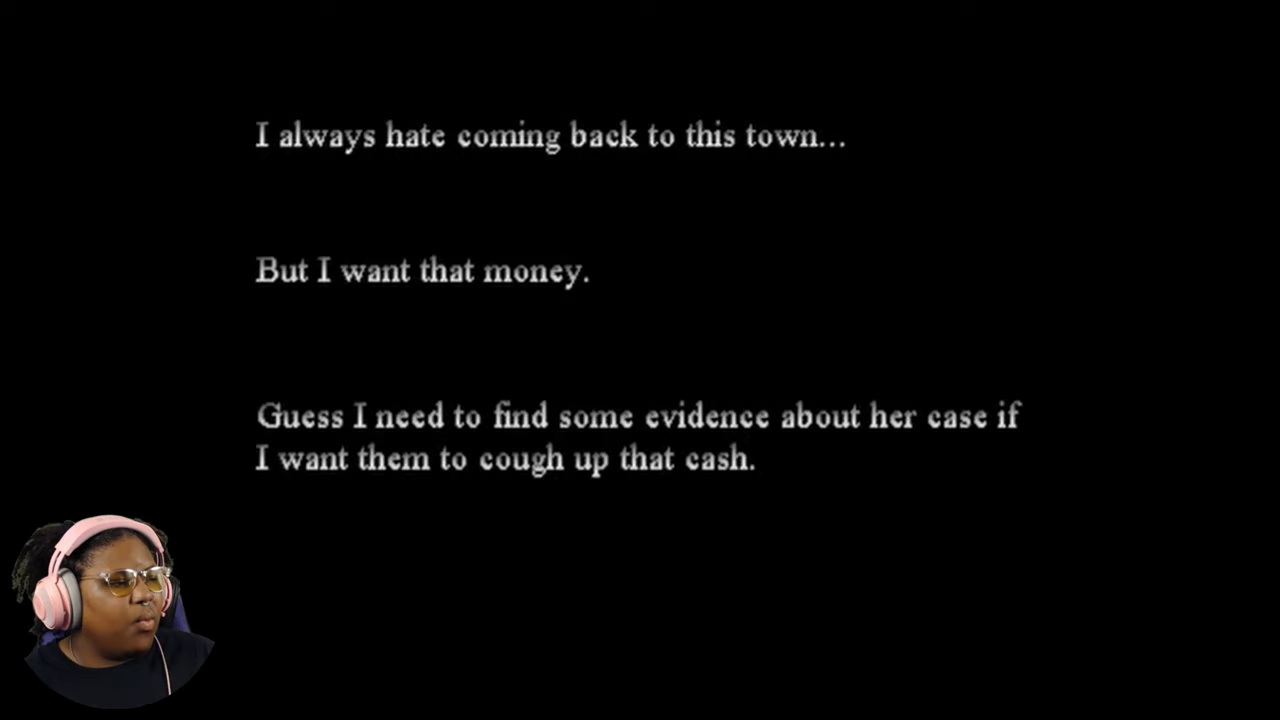 I always hate coming back to this town...
But I want that money.
Guess I need to find some evidence about her case if
I want them to cough up that cash.